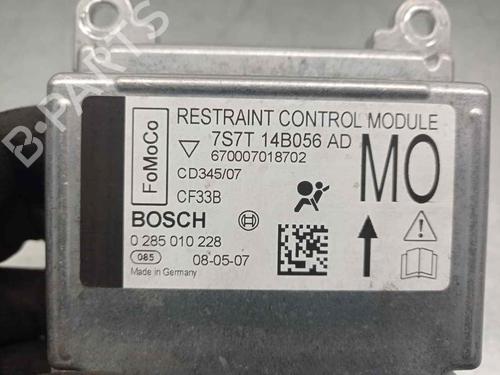 B-PARTS
FoMoCo
RESTRAINT CONTROL MODULE
7S7T 14B056 AD
670007018702
CD345/07
CF33B
MO
BOSCH
0 285 010 228
085
08-05-07
Made in Germany